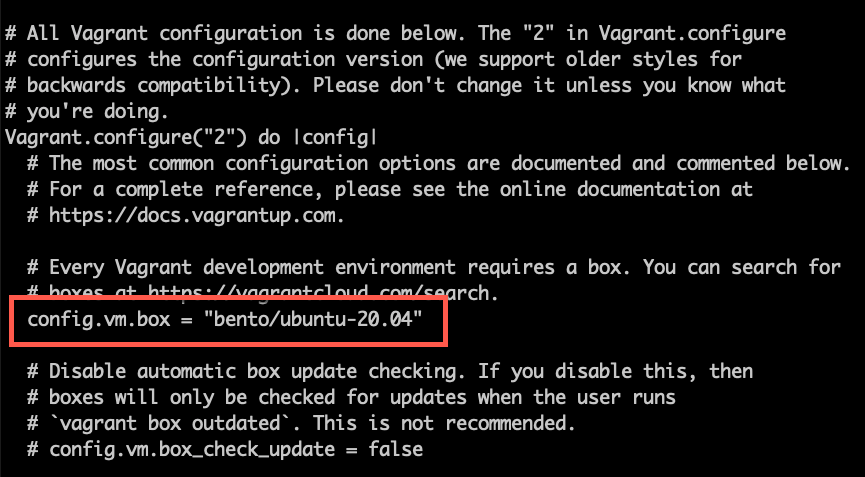 # All Vagrant configuration is done below. The "2" in Vagrant.configure
# configures the configuration version (we support older styles for
# backwards compatibility). Please don't change it unless you know what
# you're doing.
Vagrant.configure("2") do |config|
  # The most common configuration options are documented and commented below.
  # For a complete reference, please see the online documentation at
  # https://docs.vagrantup.com.
  # Every Vagrant development environment requires a box. You can search for
  # boxes at https://vagrantcloud.com/search.
  config.vm.box = "bento/ubuntu-20.04"
  # Disable automatic box update checking. If you disable this, then
  # boxes will only be checked for updates when the user runs
  # `vagrant box outdated`. This is not recommended.
  # config.vm.box_check_update = false